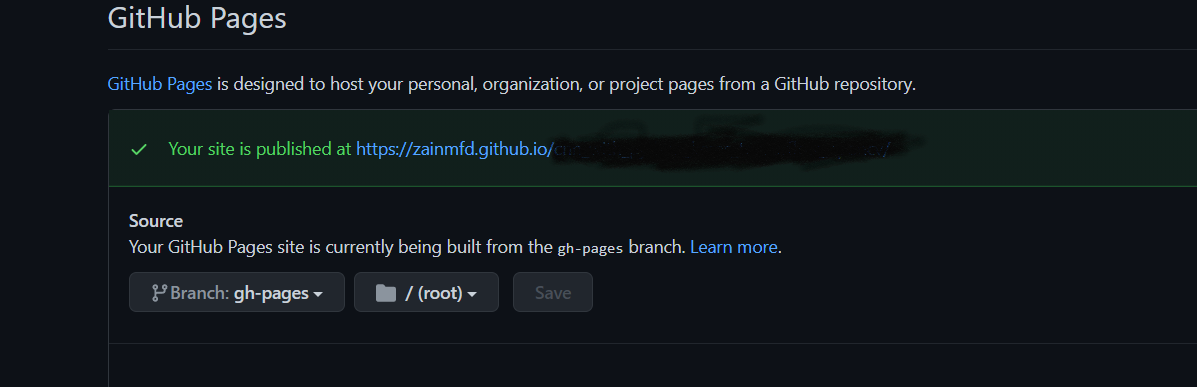 GitHub Pages
GitHub Pages is designed to host your personal, organization, or project pages from a GitHub repository.
Your site is published at https://zainmfd.github.io/
Source
Your GitHub Pages site is currently being built from the gh-pages branch. Learn more.
Branch: gh-pages / (root) Save